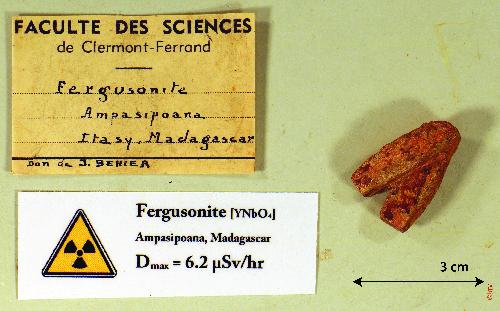 FACULTE DES SCIENCES
de Clermont-Ferrand
Fergusonite
Ampasipoana
Itasy, Madagascar
Don de J. BEHIER
Fergusonite [YNbO₄]
Ampasipoana, Madagascar
Dmax = 6.2 µSv/hr
3 cm